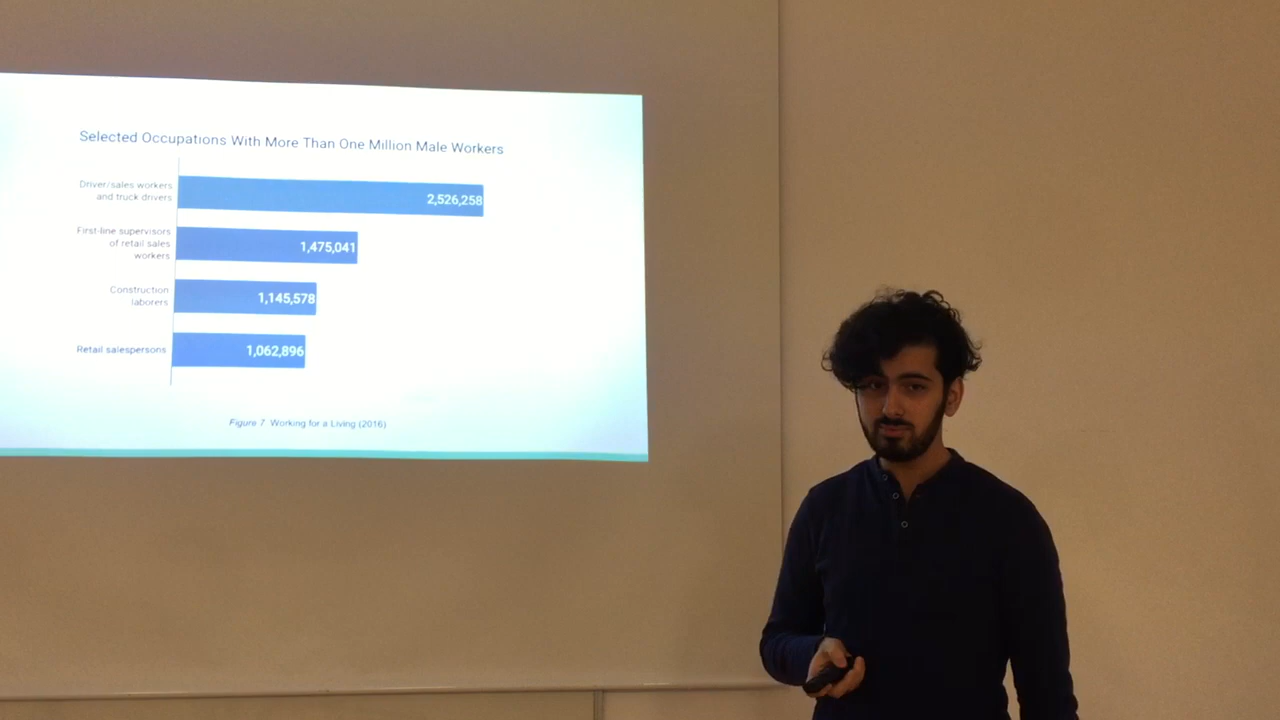 Selected Occupations With More Than One Million Male Workers
Driver/sales workers
and truck drivers
2,526,258
First-line supervisors
of retail sales
workers
1,475,041
Construction
laborers
1,145,578
Retail salespersons
1,062,896
Figure 7 Working for a Living (2016)